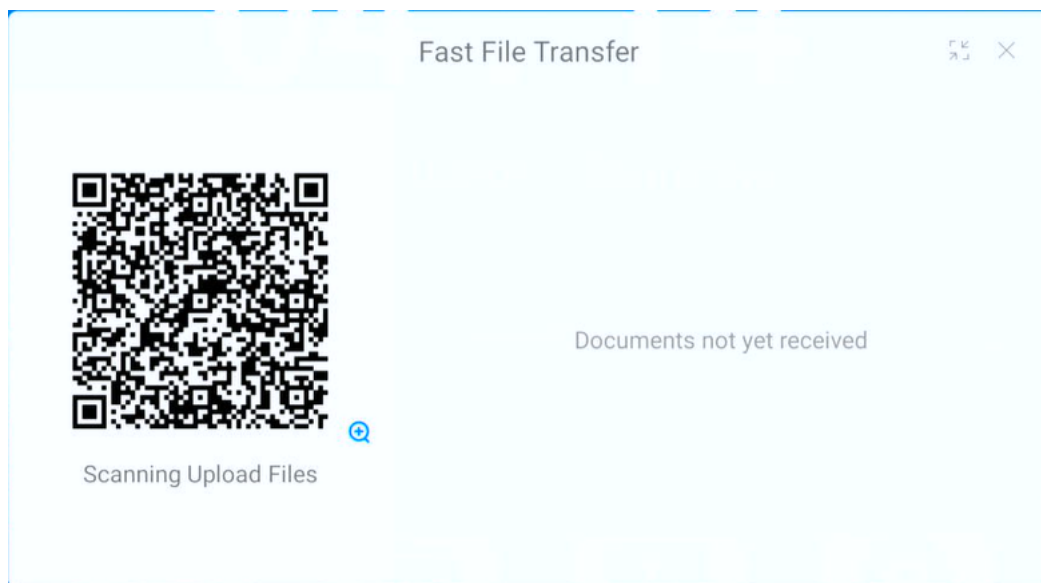 Fast File Transfer
Documents not yet received
Scanning Upload Files